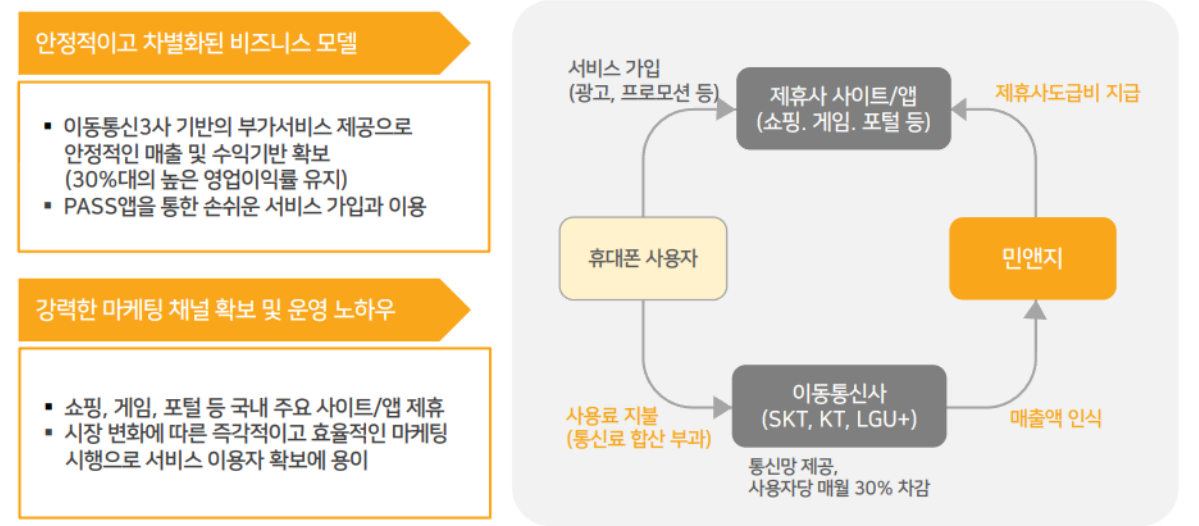 안정적이고 차별화된 비즈니스 모델
▪ 이동통신3사 기반의 부가서비스 제공으로
안정적인 매출 및 수익기반 확보
(30%대의 높은 영업이익률 유지)
▪ PASS앱을 통한 손쉬운 서비스 가입과 이용
강력한 마케팅 채널 확보 및 운영 노하우
▪ 쇼핑, 게임, 포털 등 국내 주요 사이트/앱 제휴
▪ 시장 변화에 따른 즉각적이고 효율적인 마케팅
시행으로 서비스 이용자 확보에 용이
서비스 가입
(광고, 프로모션 등)
제휴사 사이트/앱
(쇼핑. 게임. 포털 등)
제휴사도급비 지급
휴대폰 사용자
민앤지
사용료 지불
(통신료 합산 부과)
이동통신사
(SKT, KT, LGU+)
매출액 인식
통신망 제공,
사용자당 매월 30% 차감